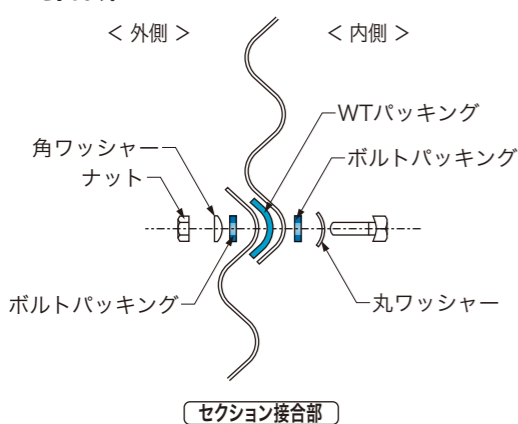 ＜ 外側 ＞
＜ 内側 ＞
WTパッキング
角ワッシャー
ボルトパッキング
ナット
ボルトパッキング
丸ワッシャー
セクション接合部